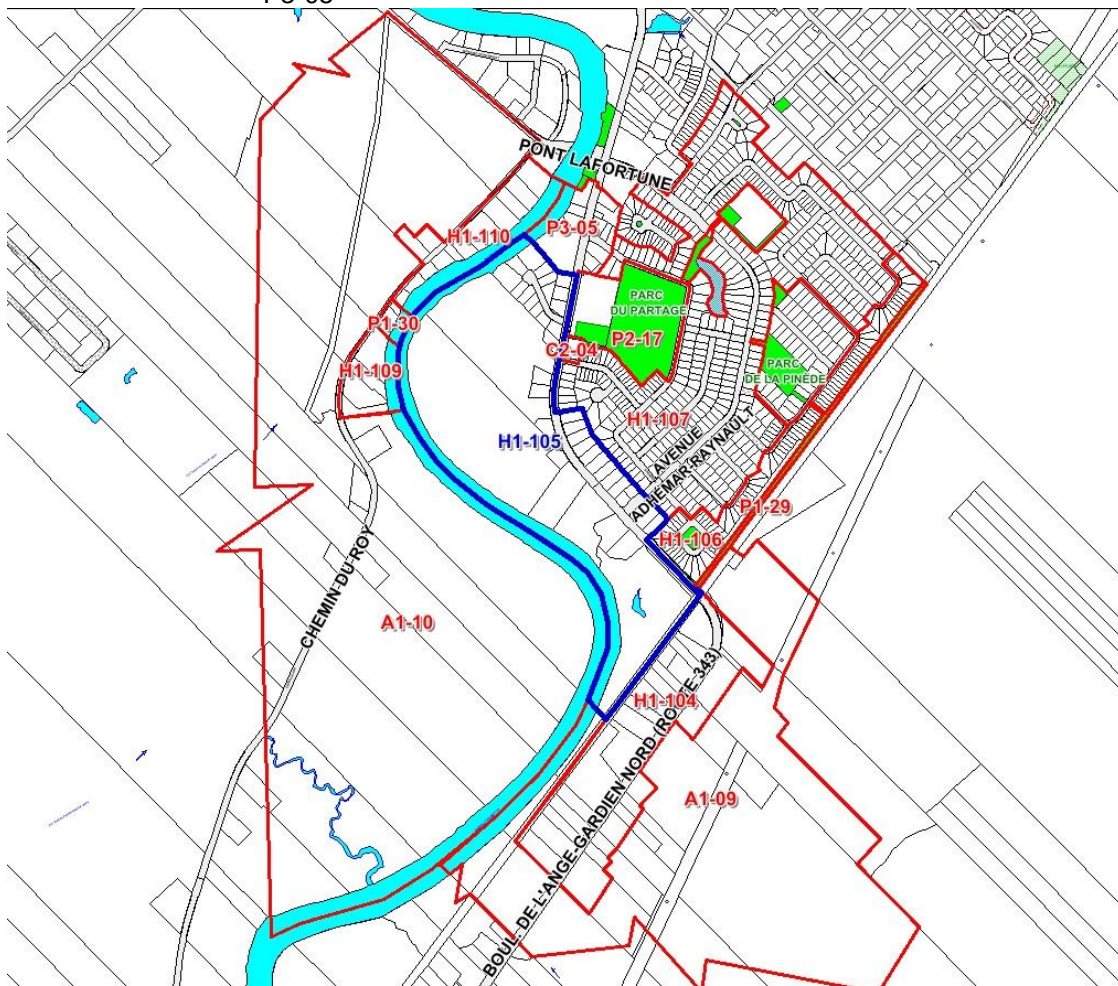 PONT LAFORTUNE
H1-110
P3-05
PARC
DU PARTAGE
P1-30
P2-17
C2-04
H1-109
PARC
DE LA PINÈDE
H1-107
H1-105
AVENUE
ADHÉMAR-RAYNAULT
P1-29
H1-106
CHEMIN DU ROY
A1-10
H1-104
A1-09
BOUL. DE L'ANGE-GARDIEN NORD (ROUTE 343)